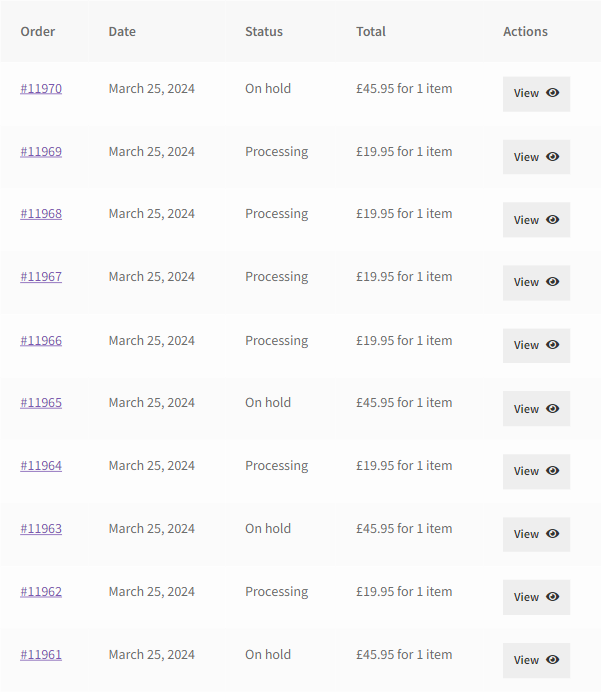 Order Date Status Total Actions
#11970 March 25, 2024 On hold £45.95 for 1 item View
#11969 March 25, 2024 Processing £19.95 for 1 item View
#11968 March 25, 2024 Processing £19.95 for 1 item View
#11967 March 25, 2024 Processing £19.95 for 1 item View
#11966 March 25, 2024 Processing £19.95 for 1 item View
#11965 March 25, 2024 On hold £45.95 for 1 item View
#11964 March 25, 2024 Processing £19.95 for 1 item View
#11963 March 25, 2024 On hold £45.95 for 1 item View
#11962 March 25, 2024 Processing £19.95 for 1 item View
#11961 March 25, 2024 On hold £45.95 for 1 item View